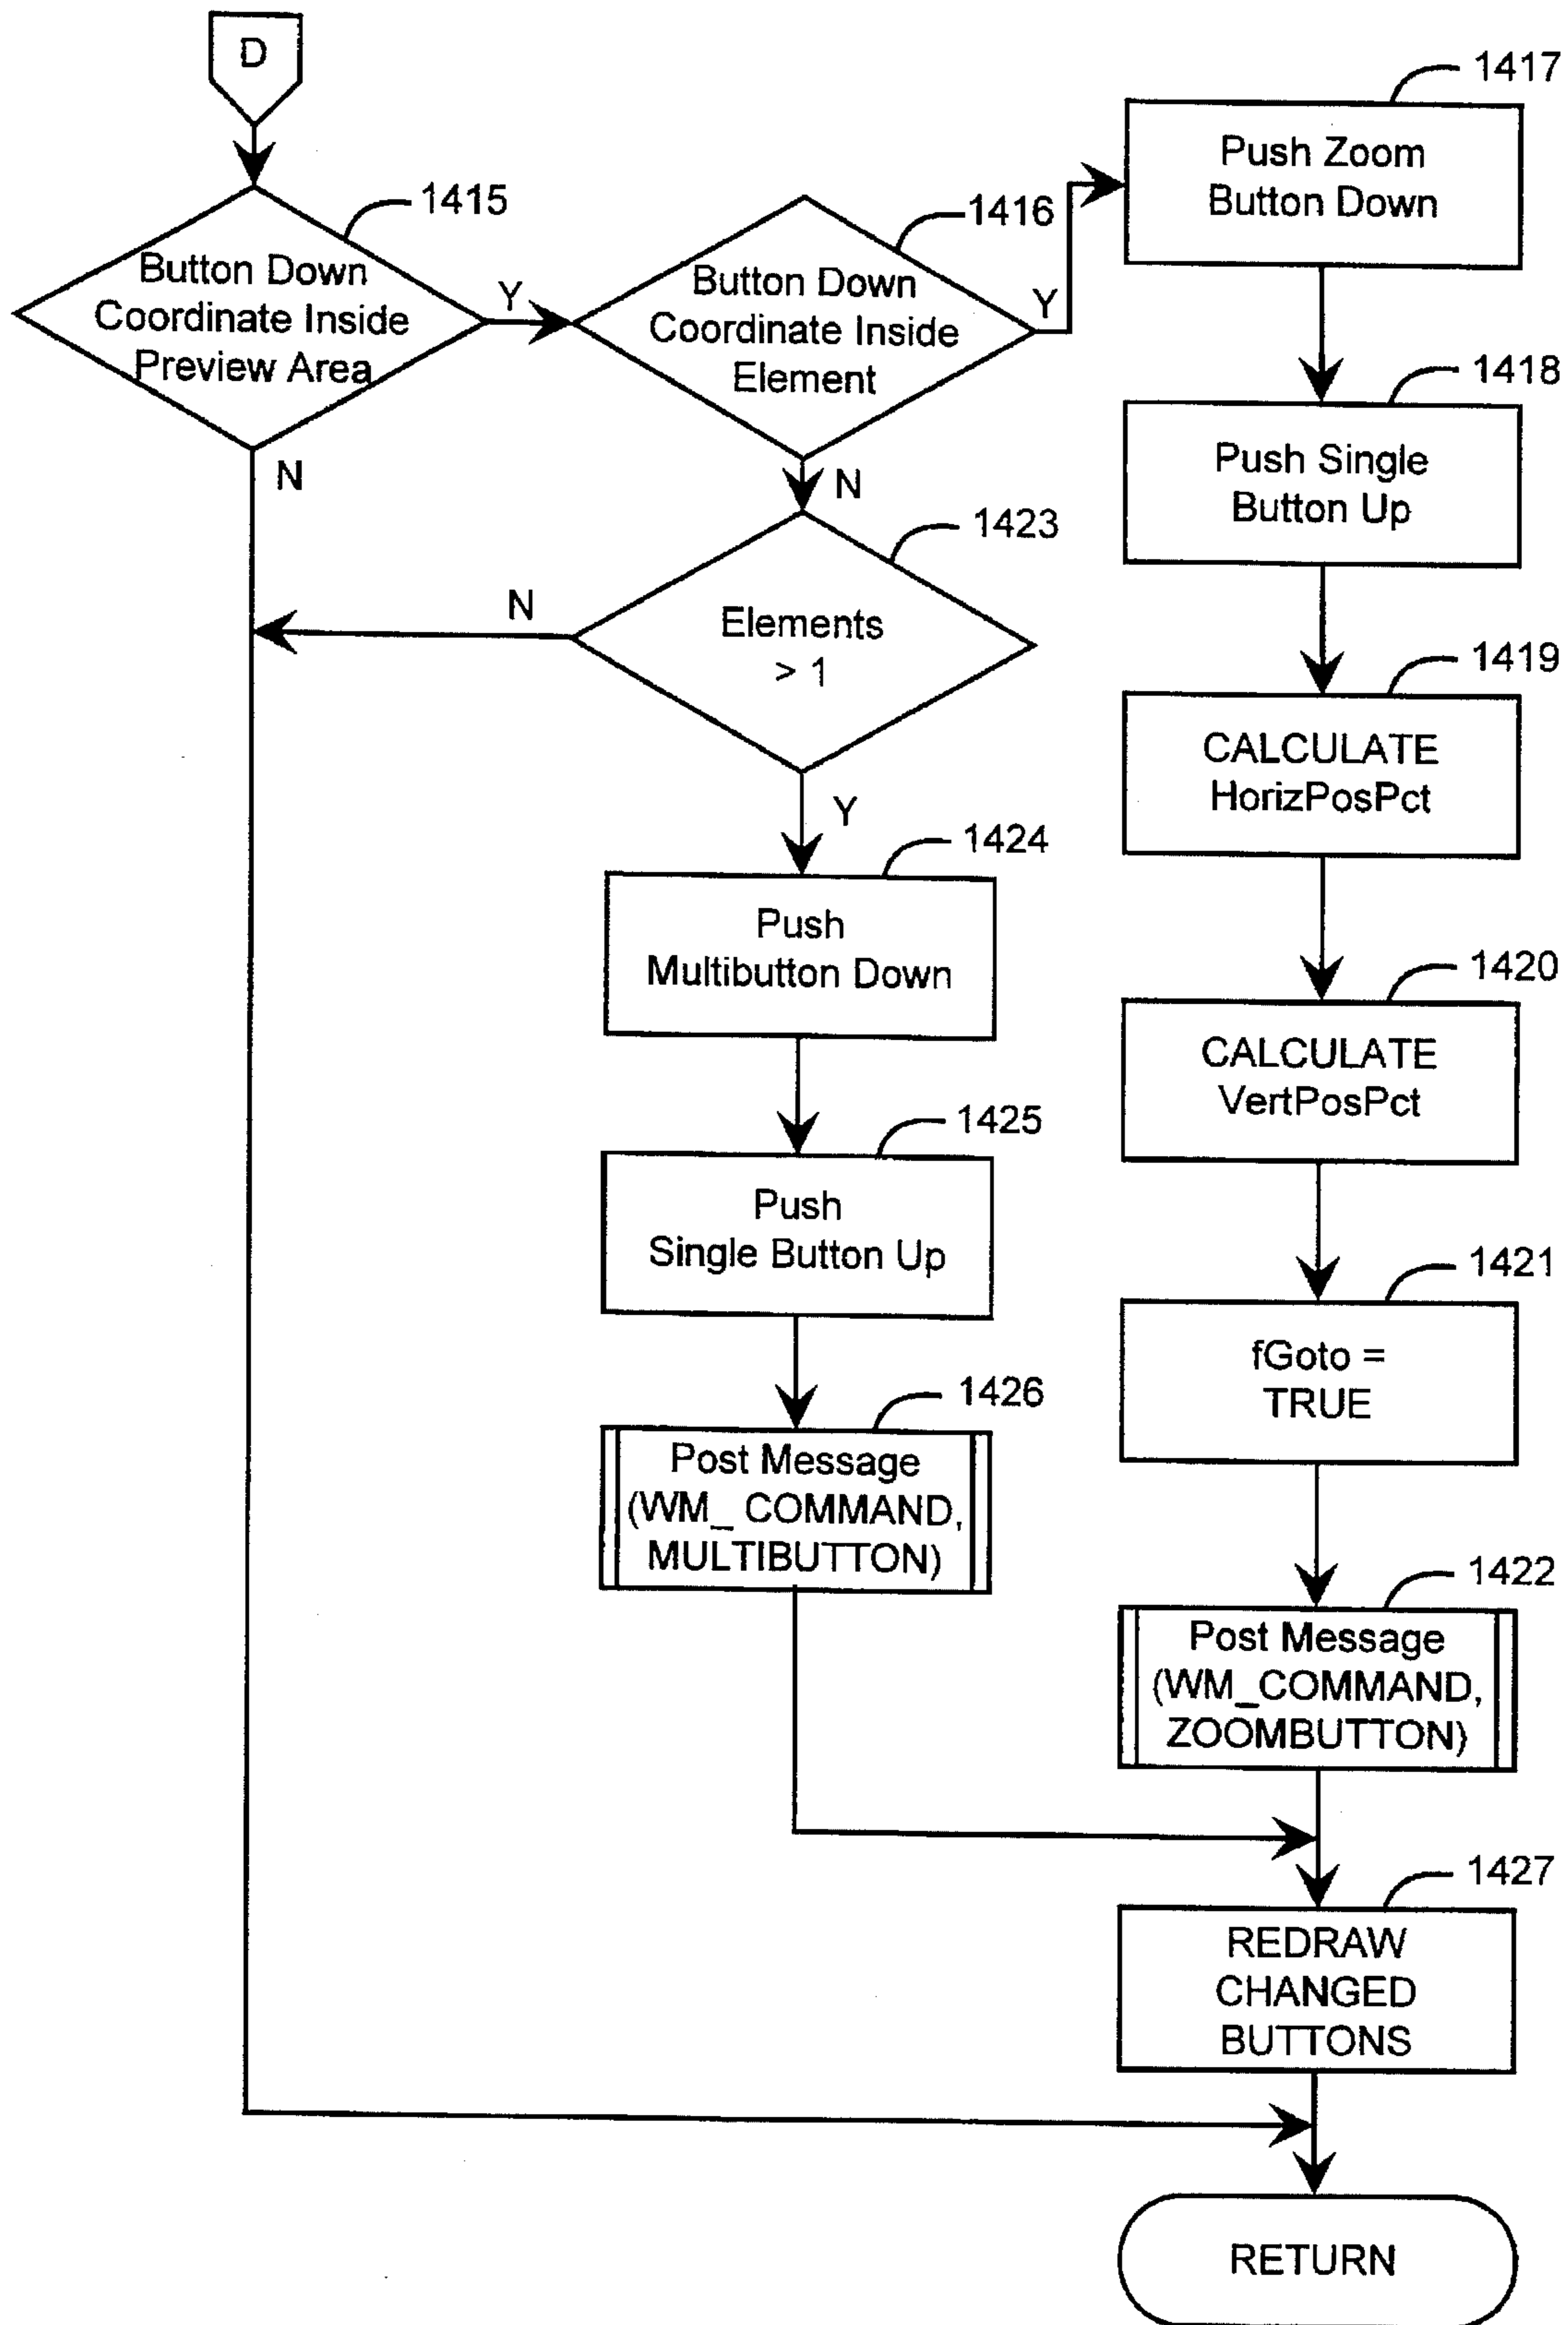 D
1415
Button Down
Coordinate Inside
Preview Area
Y
N
1416
Button Down
Coordinate Inside
Element
Y
N
1417
Push Zoom
Button Down
1418
Push Single
Button Up
1419
CALCULATE
HorizPosPct
1420
CALCULATE
VertPosPct
1421
fGoto =
TRUE
1422
Post Message
(WM_COMMAND,
ZOOMBUTTON)
1423
Elements
> 1
N
Y
1424
Push
Multibutton Down
1425
Push
Single Button Up
1426
Post Message
(WM_ COMMAND,
MULTIBUTTON)
1427
REDRAW
CHANGED
BUTTONS
RETURN